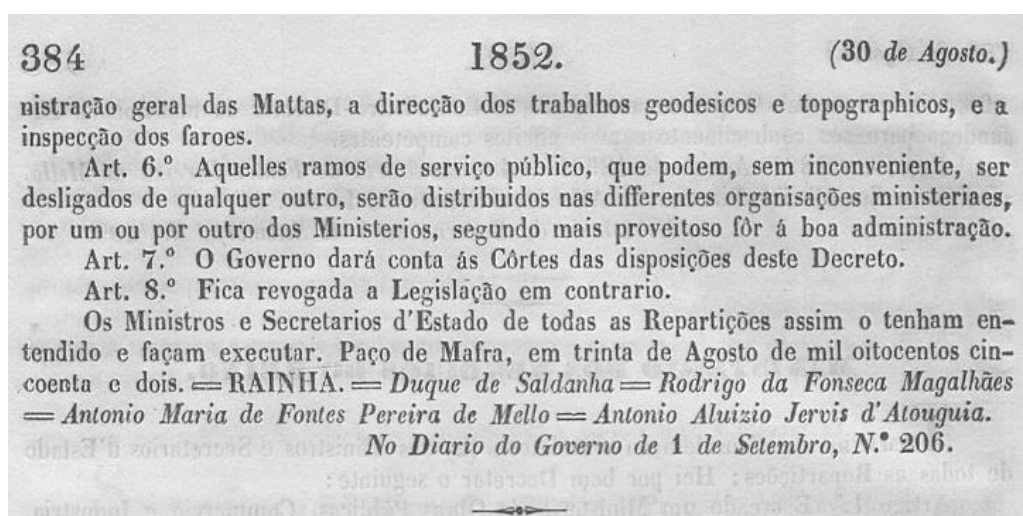 384 1852. (30 de Agosto.)
nistração geral das Mattas, a direcção dos trabalhos geodesicos e topographicos, e a
inspecção dos faroes.
Art. 6.º Aquelles ramos de serviço público, que podem, sem inconveniente, ser
desligados de qualquer outro, serão distribuidos nas differentes organisações ministeriaes,
por um ou por outro dos Ministerios, segundo mais proveitoso fôr á boa administração.
Art. 7.º O Governo dará conta ás Côrtes das disposições deste Decreto.
Art. 8.º Fica revogada a Legislação em contrario.
Os Ministros e Secretarios d'Estado de todas as Repartições assim o tenham en-
tendido e façam executar. Paço de Mafra, em trinta de Agosto de mil oitocentos cin-
coenta e dois. = RAINHA. = Duque de Saldanha = Rodrigo da Fonseca Magalhães
= Antonio Maria de Fontes Pereira de Mello = Antonio Aluizio Jervis d'Atouguia.
No Diario do Governo de 1 de Setembro, N.º 206.